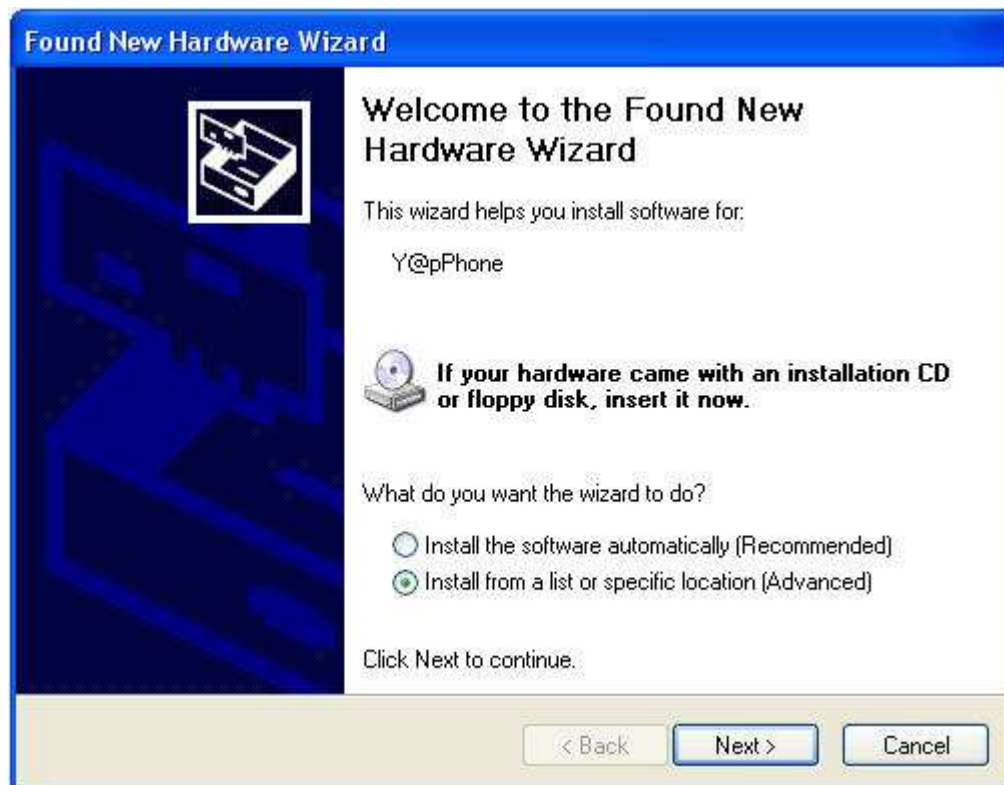 Found New Hardware Wizard
Welcome to the Found New
Hardware Wizard
This wizard helps you install software for:
Y@pPhone
If your hardware came with an installation CD
or floppy disk, insert it now.
What do you want the wizard to do?
Install the software automatically (Recommended)
Install from a list or specific location (Advanced)
Click Next to continue.
< Back Next > Cancel